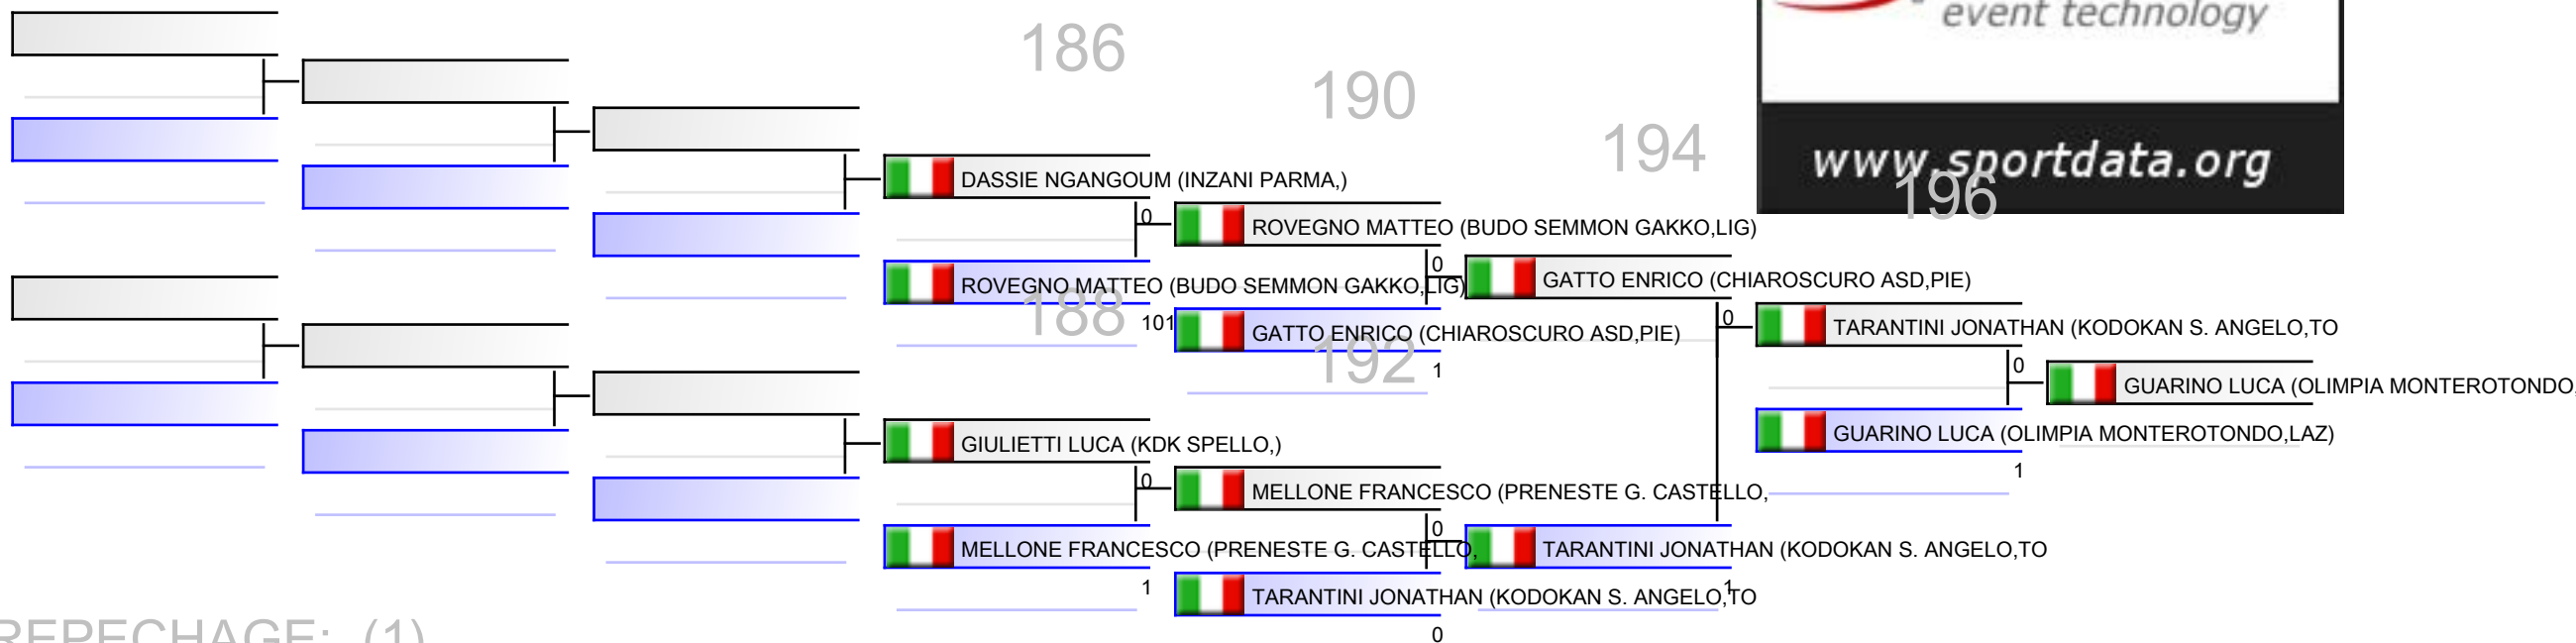 event technology
186
190
194
www.sportdata.org
196
DASSIE NGANGOUM (INZANI PARMA,)
0
ROVEGNO MATTEO (BUDO SEMMON GAKKO,LIG)
0
ROVEGNO MATTEO (BUDO SEMMON GAKKO,LIG)
GATTO ENRICO (CHIAROSCURO ASD,PIE)
188
101
0
GATTO ENRICO (CHIAROSCURO ASD,PIE)
TARANTINI JONATHAN (KODOKAN S. ANGELO,TO
192
1
0
GUARINO LUCA (OLIMPIA MONTEROTONDO,
GIULIETTI LUCA (KDK SPELLO,)
GUARINO LUCA (OLIMPIA MONTEROTONDO,LAZ)
0
1
MELLONE FRANCESCO (PRENESTE G. CASTELLO,
0
MELLONE FRANCESCO (PRENESTE G. CASTELLO,
TARANTINI JONATHAN (KODOKAN S. ANGELO,TO
1
1
TARANTINI JONATHAN (KODOKAN S. ANGELO,TO
0
REPECHAGE: (1)